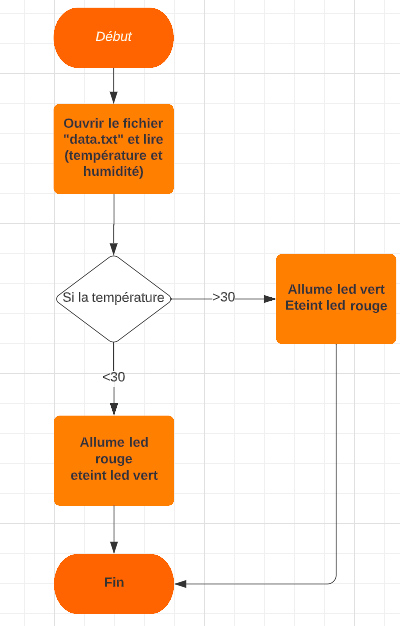 Début
Ouvrir le fichier
"data.txt" et lire
(température et
humidité)
Si la température
>30
Allume led vert
Eteint led rouge
<30
Allume led
rouge
eteint led vert
Fin